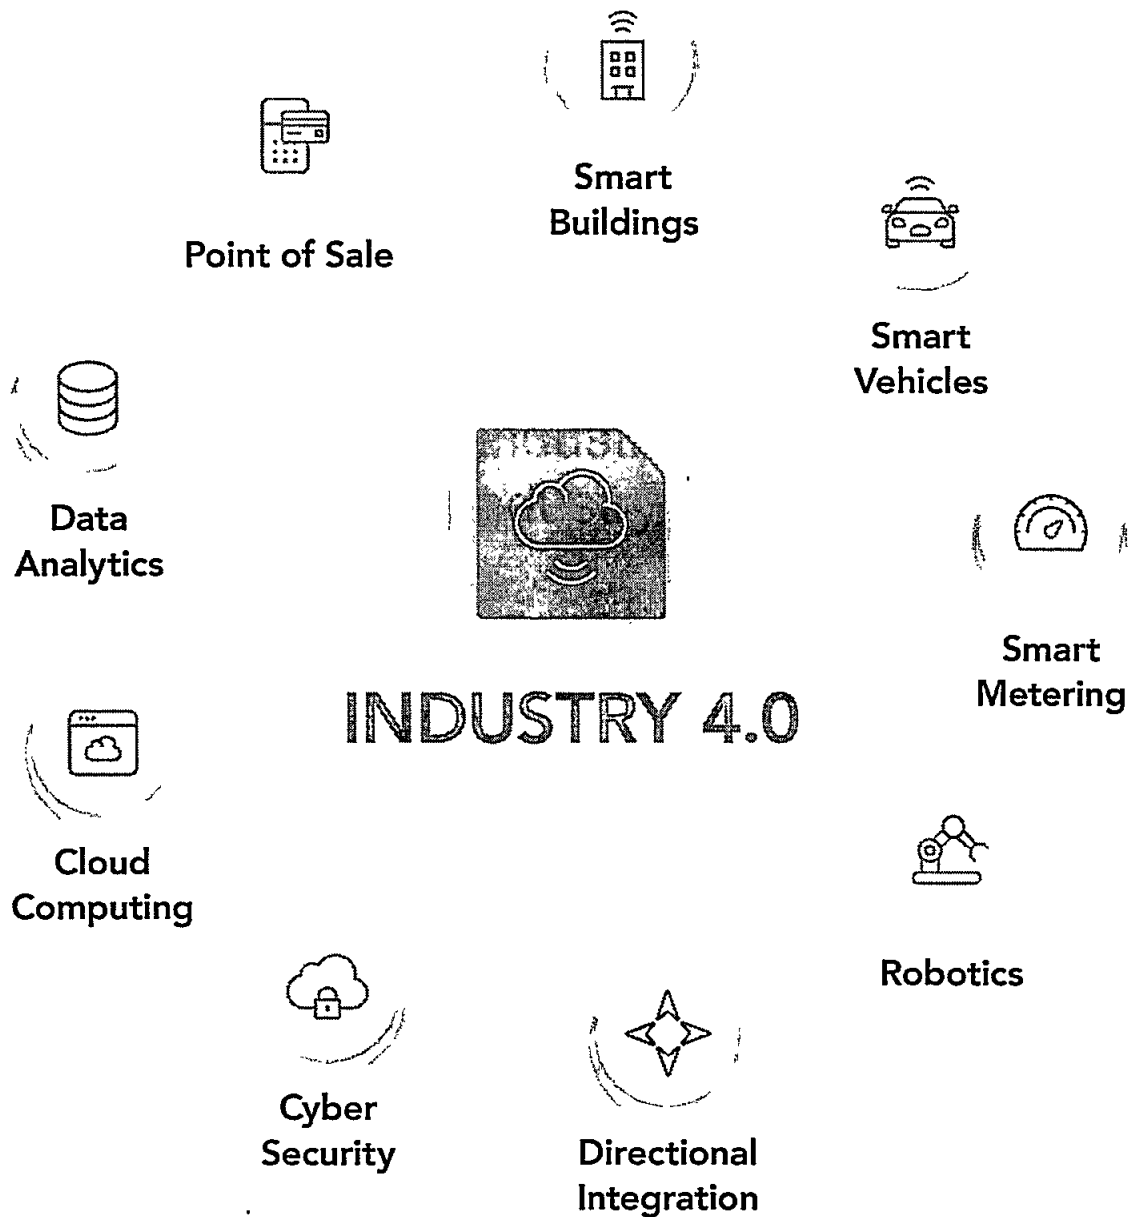 Smart
Buildings
Point of Sale
Smart
Vehicles
Data
Analytics
Smart
Metering
INDUSTRY 4.0
Cloud
Computing
Robotics
Cyber
Security
Directional
Integration